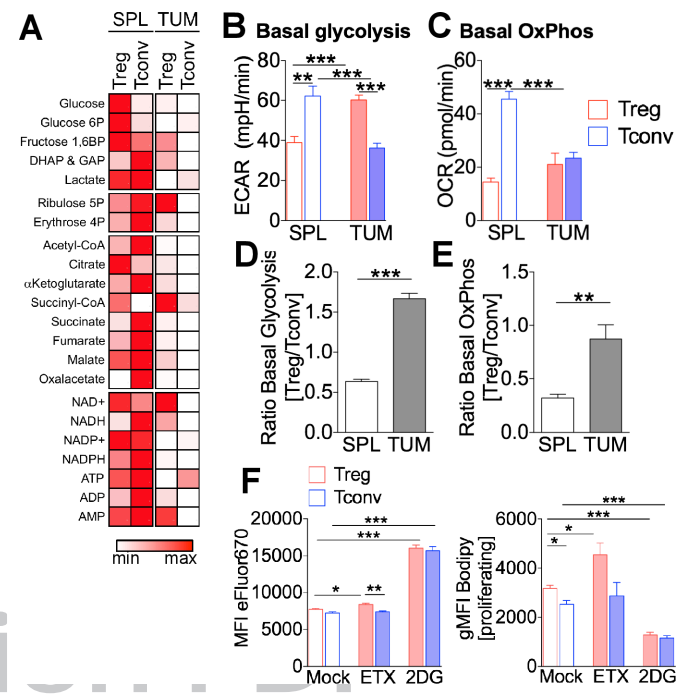 A
SPL TUM
Treg Tconv Treg Tconv
Glucose
Glucose 6P
Fructose 1,6BP
DHAP & GAP
Lactate
Ribulose 5P
Erythrose 4P
Acetyl-CoA
Citrate
αKetoglutarate
Succinyl-CoA
Succinate
Fumarate
Malate
Oxalacetate
NAD+
NADH
NADP+
NADPH
ATP
ADP
AMP
min max
B Basal glycolysis
ECAR (mpH/min)
80
60
40
20
0
***
** ***
***
SPL TUM
C Basal OxPhos
OCR (pmol/min)
60
40
20
0
*** ***
SPL TUM
Treg
Tconv
D
Ratio Basal Glycolysis
[Treg/Tconv]
2.0
1.5
1.0
0.5
0.0
***
SPL TUM
E
Ratio Basal OxPhos
[Treg/Tconv]
1.5
1.0
0.5
0.0
**
SPL TUM
F
Treg
Tconv
MFI eFluor670
20000
15000
10000
5000
0
***
***
* **
Mock ETX 2DG
gMFI Bodipy
[proliferating]
6000
4000
2000
0
***
***
*
*
Mock ETX 2DG